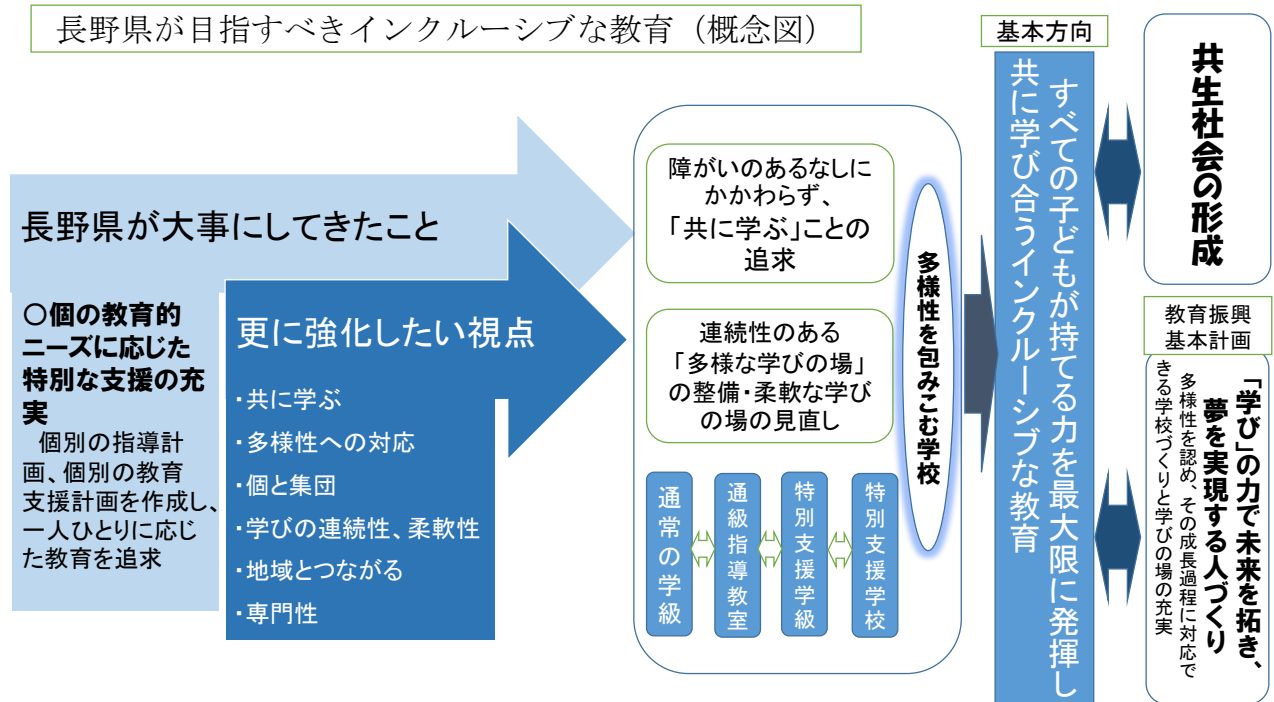 長野県が目指すべきインクルーシブな教育（概念図）
長野県が大事にしてきたこと
〇個の教育的
ニーズに応じた
特別な支援の充
実
個別の指導計
画、個別の教育
支援計画を作成し、
一人ひとりに応じ
た教育を追求
更に強化したい視点
・共に学ぶ
・多様性への対応
・個と集団
・学びの連続性、柔軟性
・地域とつながる
・専門性
障がいのあるなしに
かかわらず、
「共に学ぶ」ことの
追求
連続性のある
「多様な学びの場」
の整備・柔軟な学び
の場の見直し
通常の学級
通級指導教室
特別支援学級
特別支援学校
多様性を包みこむ学校
基本方向
すべての子どもが持てる力を最大限に発揮し
共に学び合うインクルーシブな教育
共生社会の形成
教育振興
基本計画
「学び」の力で未来を拓き、
夢を実現する人づくり
多様性を認め、その成長過程に対応で
きる学校づくりと学びの場の充実